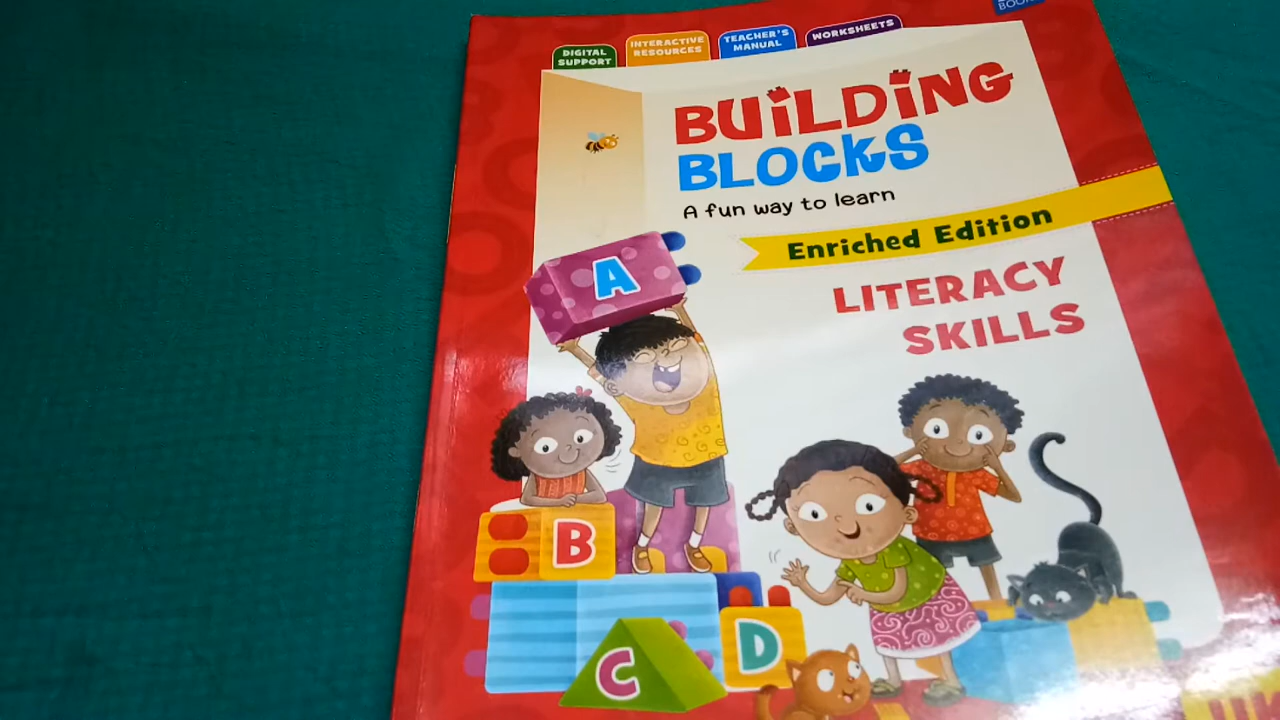 DIGITAL SUPPORT
INTERACTIVE RESOURCES
TEACHER'S MANUAL
WORKSHEETS
BUiLDiNG
BLOCKS
A fun way to learn
Enriched Edition
LITERACY
SKILLS
A
B
C
D